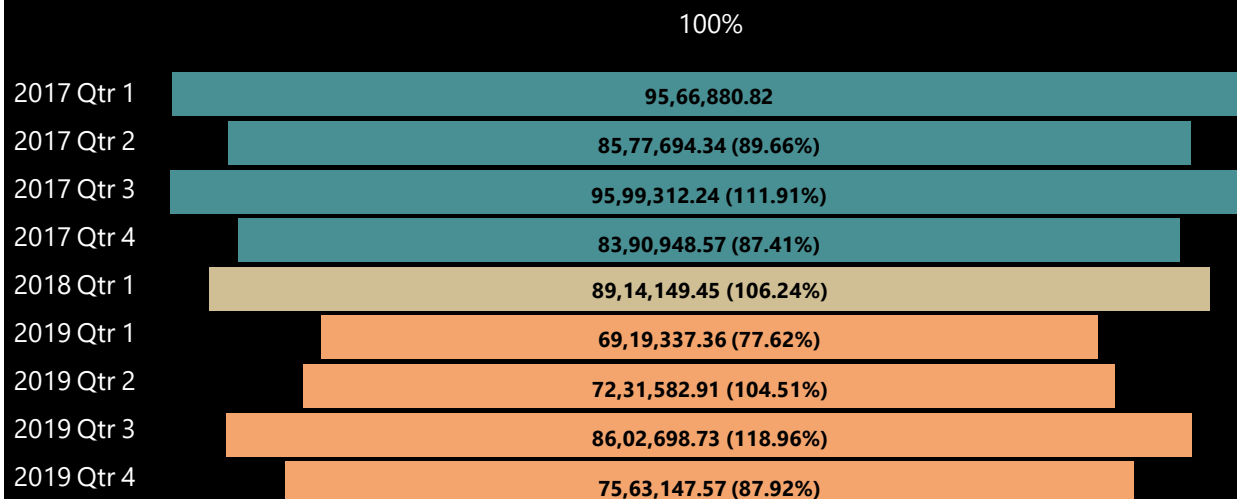 100%
2017 Qtr 1 95,66,880.82
2017 Qtr 2 85,77,694.34 (89.66%)
2017 Qtr 3 95,99,312.24 (111.91%)
2017 Qtr 4 83,90,948.57 (87.41%)
2018 Qtr 1 89,14,149.45 (106.24%)
2019 Qtr 1 69,19,337.36 (77.62%)
2019 Qtr 2 72,31,582.91 (104.51%)
2019 Qtr 3 86,02,698.73 (118.96%)
2019 Qtr 4 75,63,147.57 (87.92%)